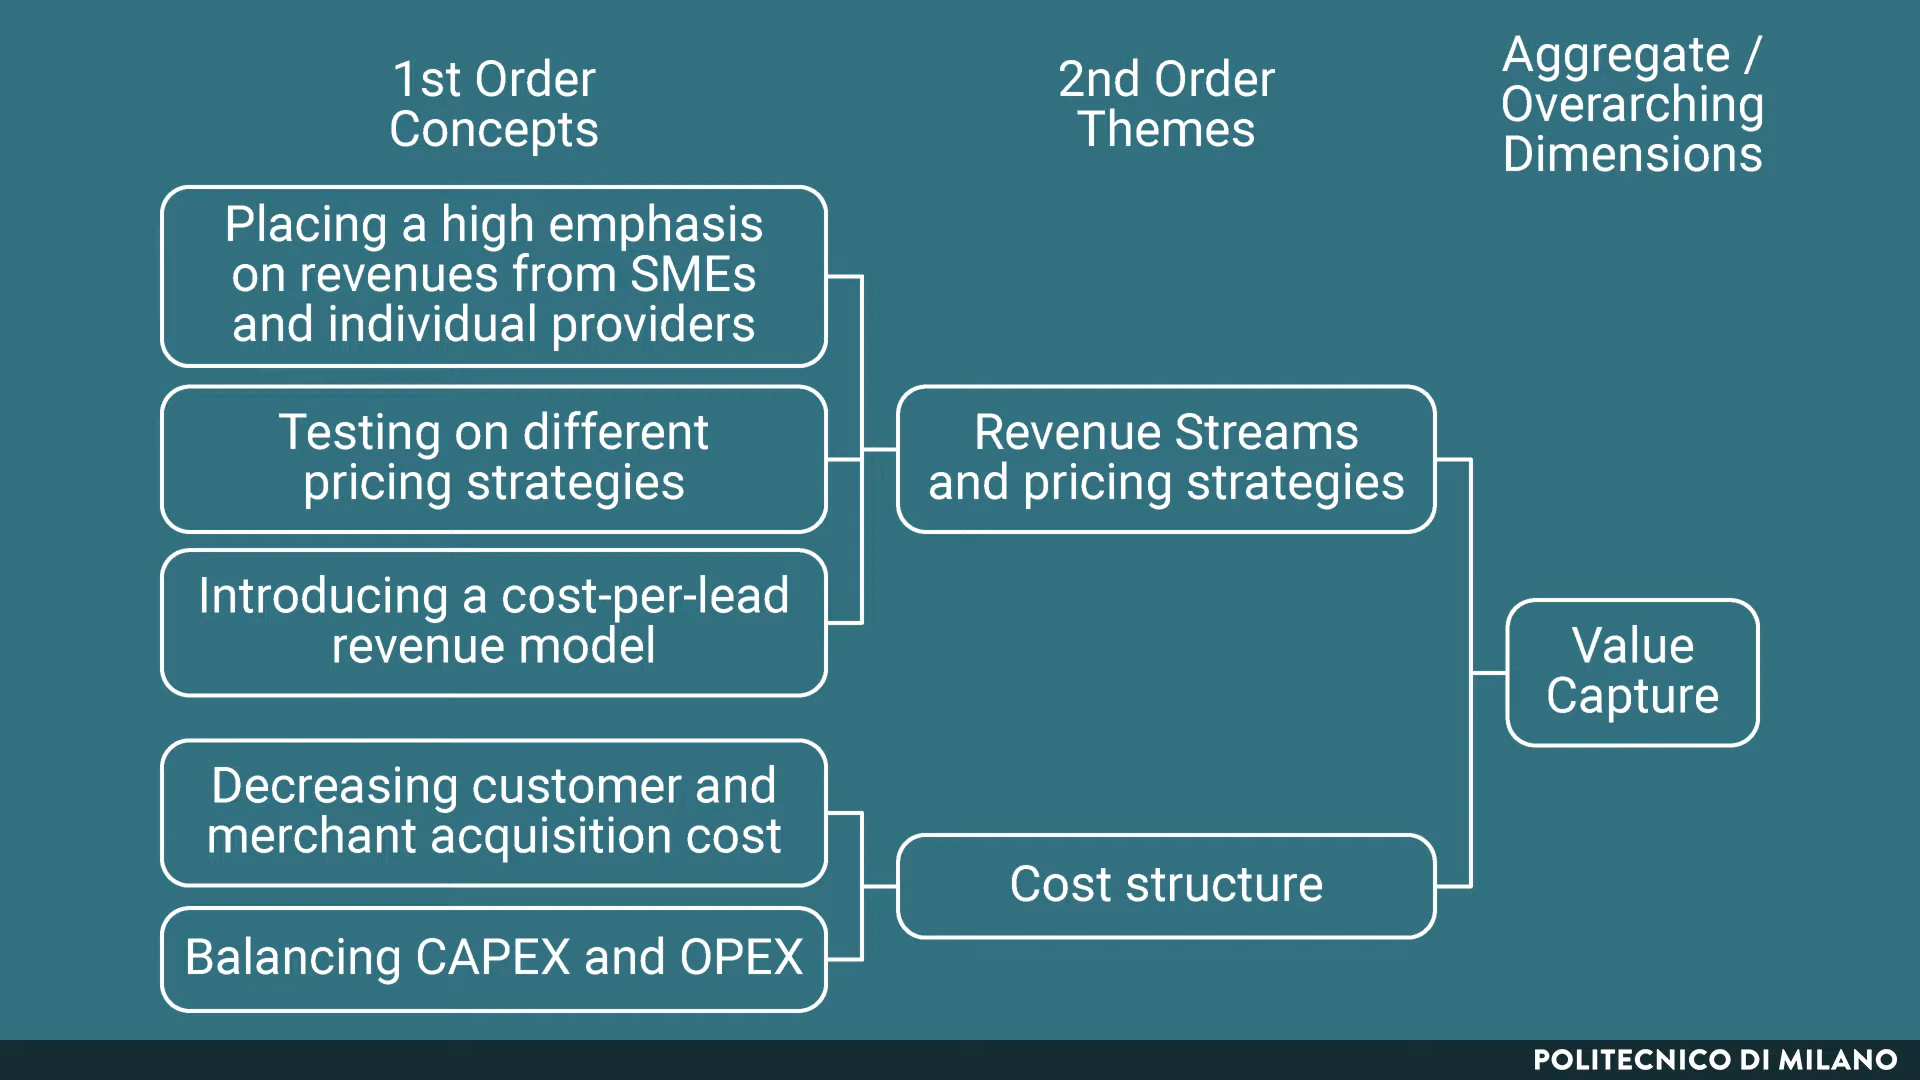 1st Order
Concepts
2nd Order
Themes
Aggregate /
Overarching
Dimensions
Placing a high emphasis
on revenues from SMEs
and individual providers
Testing on different
pricing strategies
Introducing a cost-per-lead
revenue model
Decreasing customer and
merchant acquisition cost
Balancing CAPEX and OPEX
Revenue Streams
and pricing strategies
Cost structure
Value
Capture
POLITECNICO DI MILANO